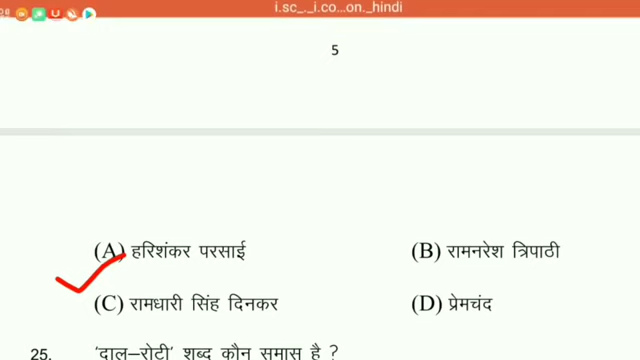 i.sc_._i.co...on._hindi
5
(A) हरिशंकर परसाई (B) रामनरेश त्रिपाठी
(C) रामधारी सिंह दिनकर (D) प्रेमचंद
25. 'दाल–रोटी' शब्द कौन समास है ?